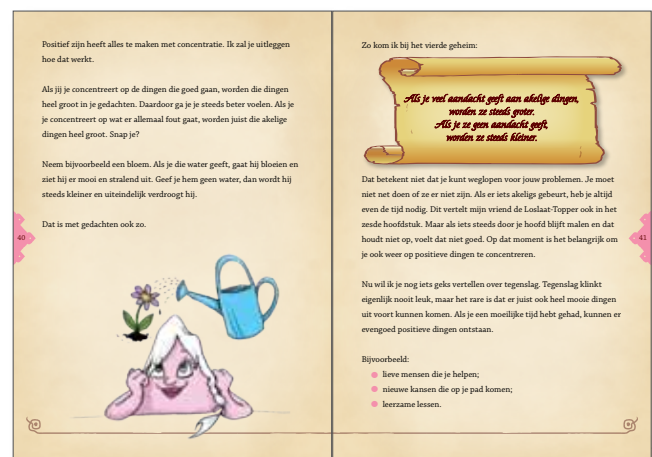 Positief zijn heeft alles te maken met concentratie. Ik zal je uitleggen
hoe dat werkt.
Als jij je concentreert op de dingen die goed gaan, worden die dingen
heel groot in je gedachten. Daardoor ga je je steeds beter voelen. Als je
je concentreert op wat er allemaal fout gaat, worden juist die akelige
dingen heel groot. Snap je?
Neem bijvoorbeeld een bloem. Als je die water geeft, gaat hij bloeien en
ziet hij er mooi en stralend uit. Geef je hem geen water, dan wordt hij
steeds kleiner en uiteindelijk verdroogt hij.
Dat is met gedachten ook zo.
40
Zo kom ik bij het vierde geheim:
Als je veel aandacht geeft aan akelige dingen,
worden ze steeds groter.
Als je ze geen aandacht geeft,
worden ze steeds kleiner.
Dat betekent niet dat je kunt weglopen voor jouw problemen. Je moet
niet net doen of ze er niet zijn. Als er iets akeligs gebeurt, heb je altijd
even de tijd nodig. Dit vertelt mijn vriend de Loslaat-Topper ook in het
zesde hoofdstuk. Maar als iets steeds door je hoofd blijft malen en dat
houdt niet op, voelt dat niet goed. Op dat moment is het belangrijk om
je ook weer op positieve dingen te concentreren.
Nu wil ik je nog iets geks vertellen over tegenslag. Tegenslag klinkt
eigenlijk nooit leuk, maar het rare is dat er juist ook heel mooie dingen
uit voort kunnen komen. Als je een moeilijke tijd hebt gehad, kunnen er
evengoed positieve dingen ontstaan.
Bijvoorbeeld:
lieve mensen die je helpen;
nieuwe kansen die op je pad komen;
leerzame lessen.
41